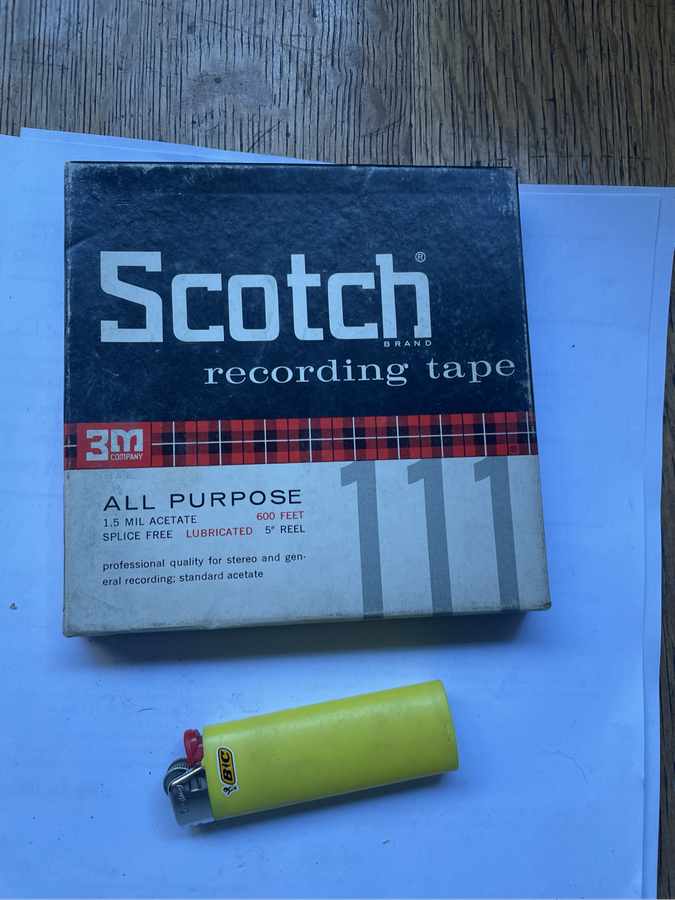 Scotch®
BRAND
recording tape
3M
COMPANY
111
ALL PURPOSE
1.5 MIL ACETATE 600 FEET
SPLICE FREE LUBRICATED 5" REEL
professional quality for stereo and gen-
eral recording; standard acetate
BIC